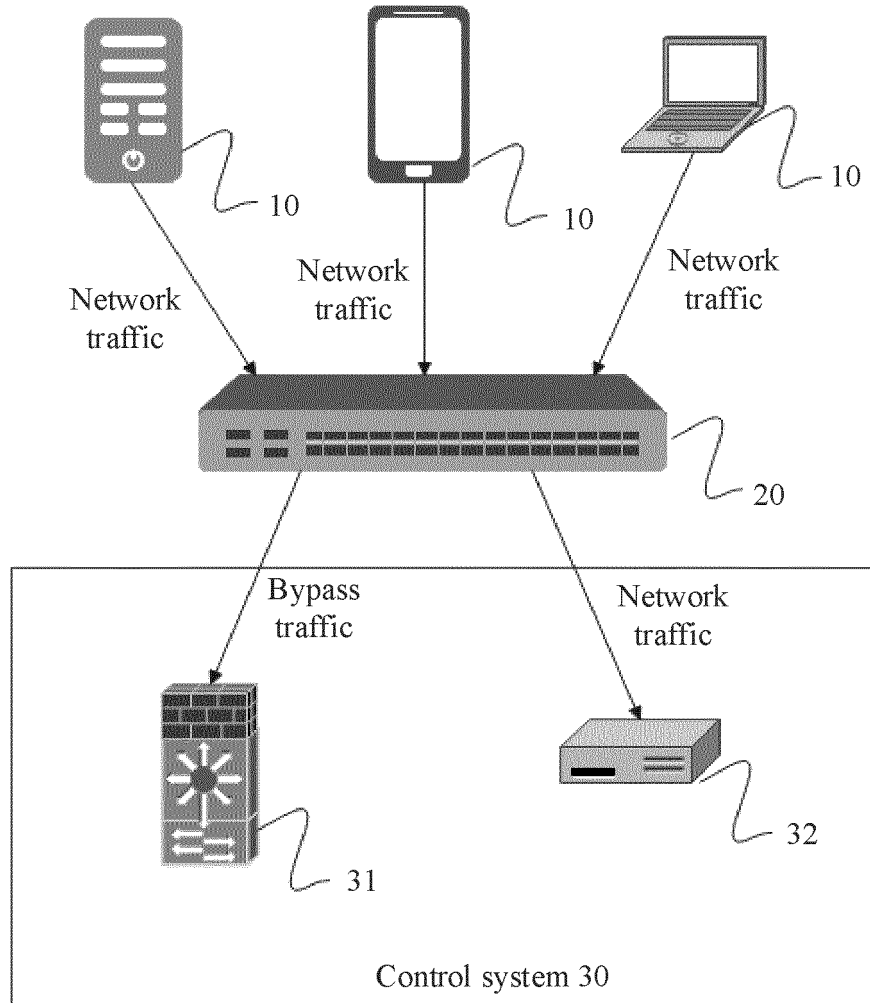 10
10
10
Network
traffic
Network
traffic
Network
traffic
20
Bypass
traffic
Network
traffic
31
32
Control system 30